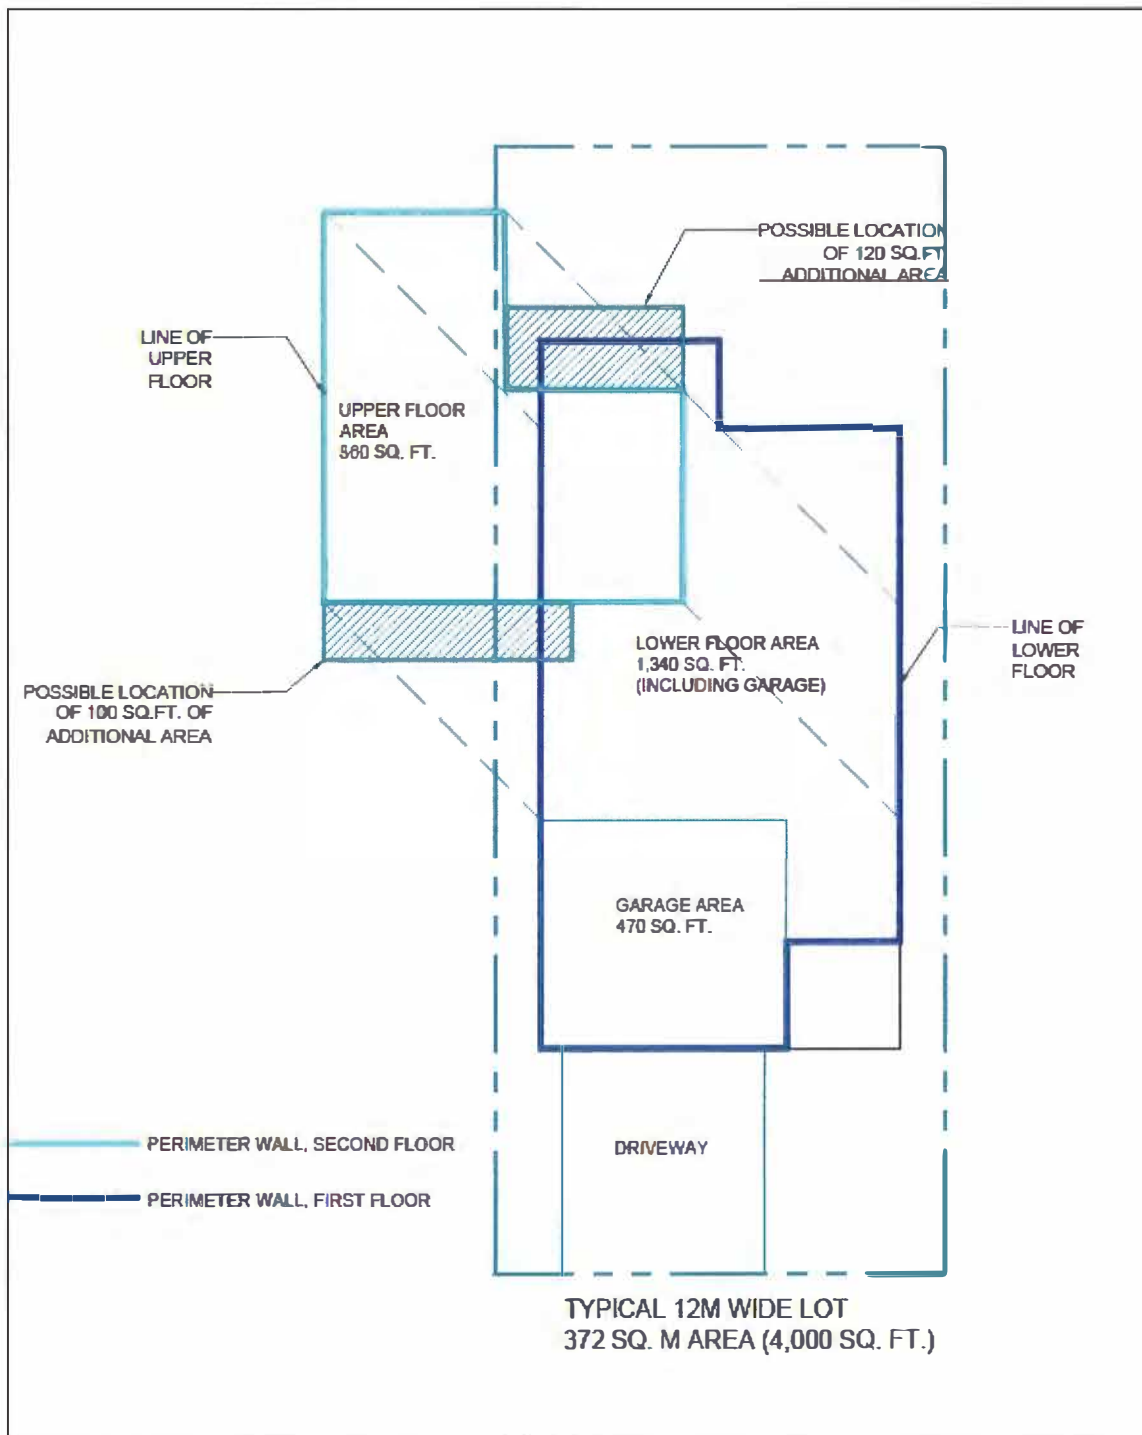 POSSIBLE LOCATION
OF 120 SQ.FT
ADDITIONAL AREA
LINE OF
UPPER
FLOOR
UPPER FLOOR
AREA
SQ. FT.
LOWER FLOOR AREA
1,340 SQ. FT.
(INCLUDING GARAGE)
LINE OF
LOWER
FLOOR
POSSIBLE LOCATION
OF 100 SQ.FT. OF
ADDITIONAL AREA
GARAGE AREA
470 SQ. FT.
PERIMETER WALL, SECOND FLOOR
DRIVEWAY
PERIMETER WALL, FIRST FLOOR
TYPICAL 12M WIDE LOT
372 SQ. M AREA (4,000 SQ. FT.)